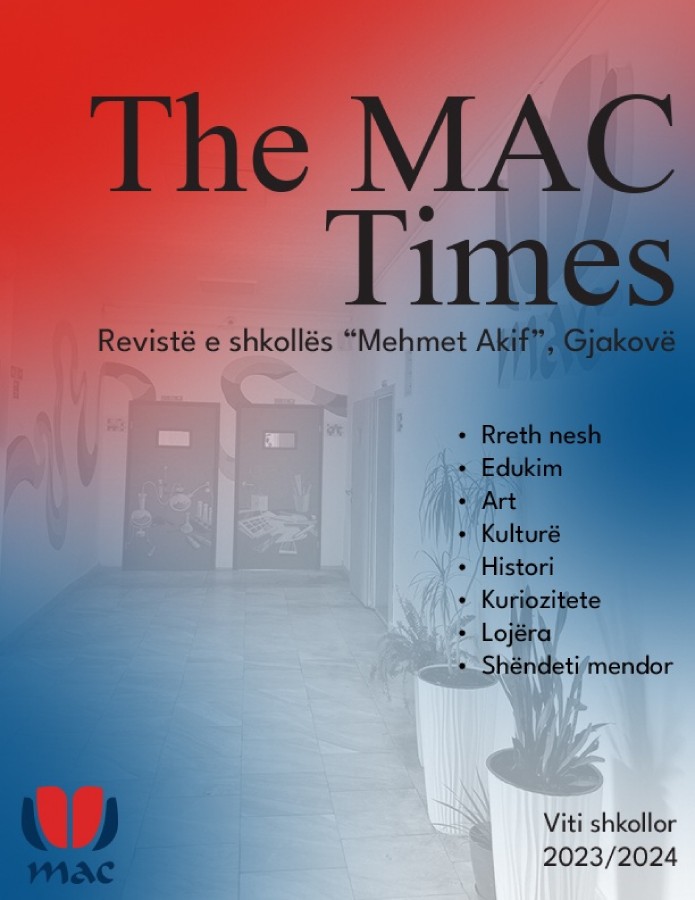 The MAC
Times
Revistë e shkollës “Mehmet Akif”, Gjakovë
• Rreth nesh
• Edukim
• Art
• Kulturë
• Histori
• Kuriozitete
• Lojëra
• Shëndeti mendor
mac
Viti shkollor
2023/2024